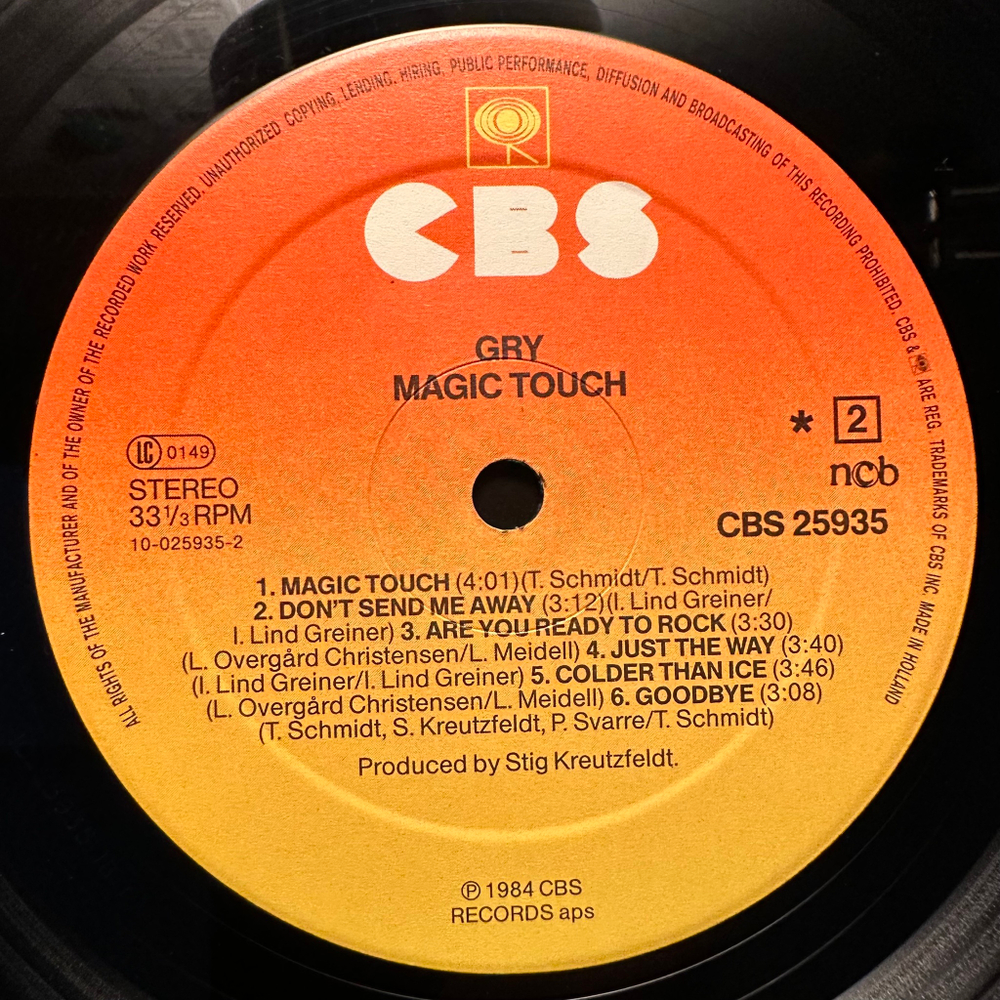 ALL RIGHTS OF THE MANUFACTURER AND OF THE OWNER OF THE RECORDED WORK RESERVED. UNAUTHORIZED COPYING, LENDING, HIRING, PUBLIC PERFORMANCE, DIFFUSION AND BROADCASTING OF THIS RECORDING PROHIBITED. CBS & ARE REG. TRADEMARKS OF CBS INC. MADE IN HOLLAND
CBS
GRY
MAGIC TOUCH
* 2
ncb
CBS 25935
LC 0149
STEREO
33⅓ RPM
10-025935-2
1. MAGIC TOUCH (4:01)(T. Schmidt/T. Schmidt)
2. DON'T SEND ME AWAY (3:12)(I. Lind Greiner/
I. Lind Greiner) 3. ARE YOU READY TO ROCK (3:30)
(L. Overgård Christensen/L. Meidell) 4. JUST THE WAY (3:40)
(I. Lind Greiner/I. Lind Greiner) 5. COLDER THAN ICE (3:46)
(L. Overgård Christensen/L. Meidell) 6. GOODBYE (3:08)
(T. Schmidt, S. Kreutzfeldt, P. Svarre/T. Schmidt)
Produced by Stig Kreutzfeldt.
℗ 1984 CBS
RECORDS aps